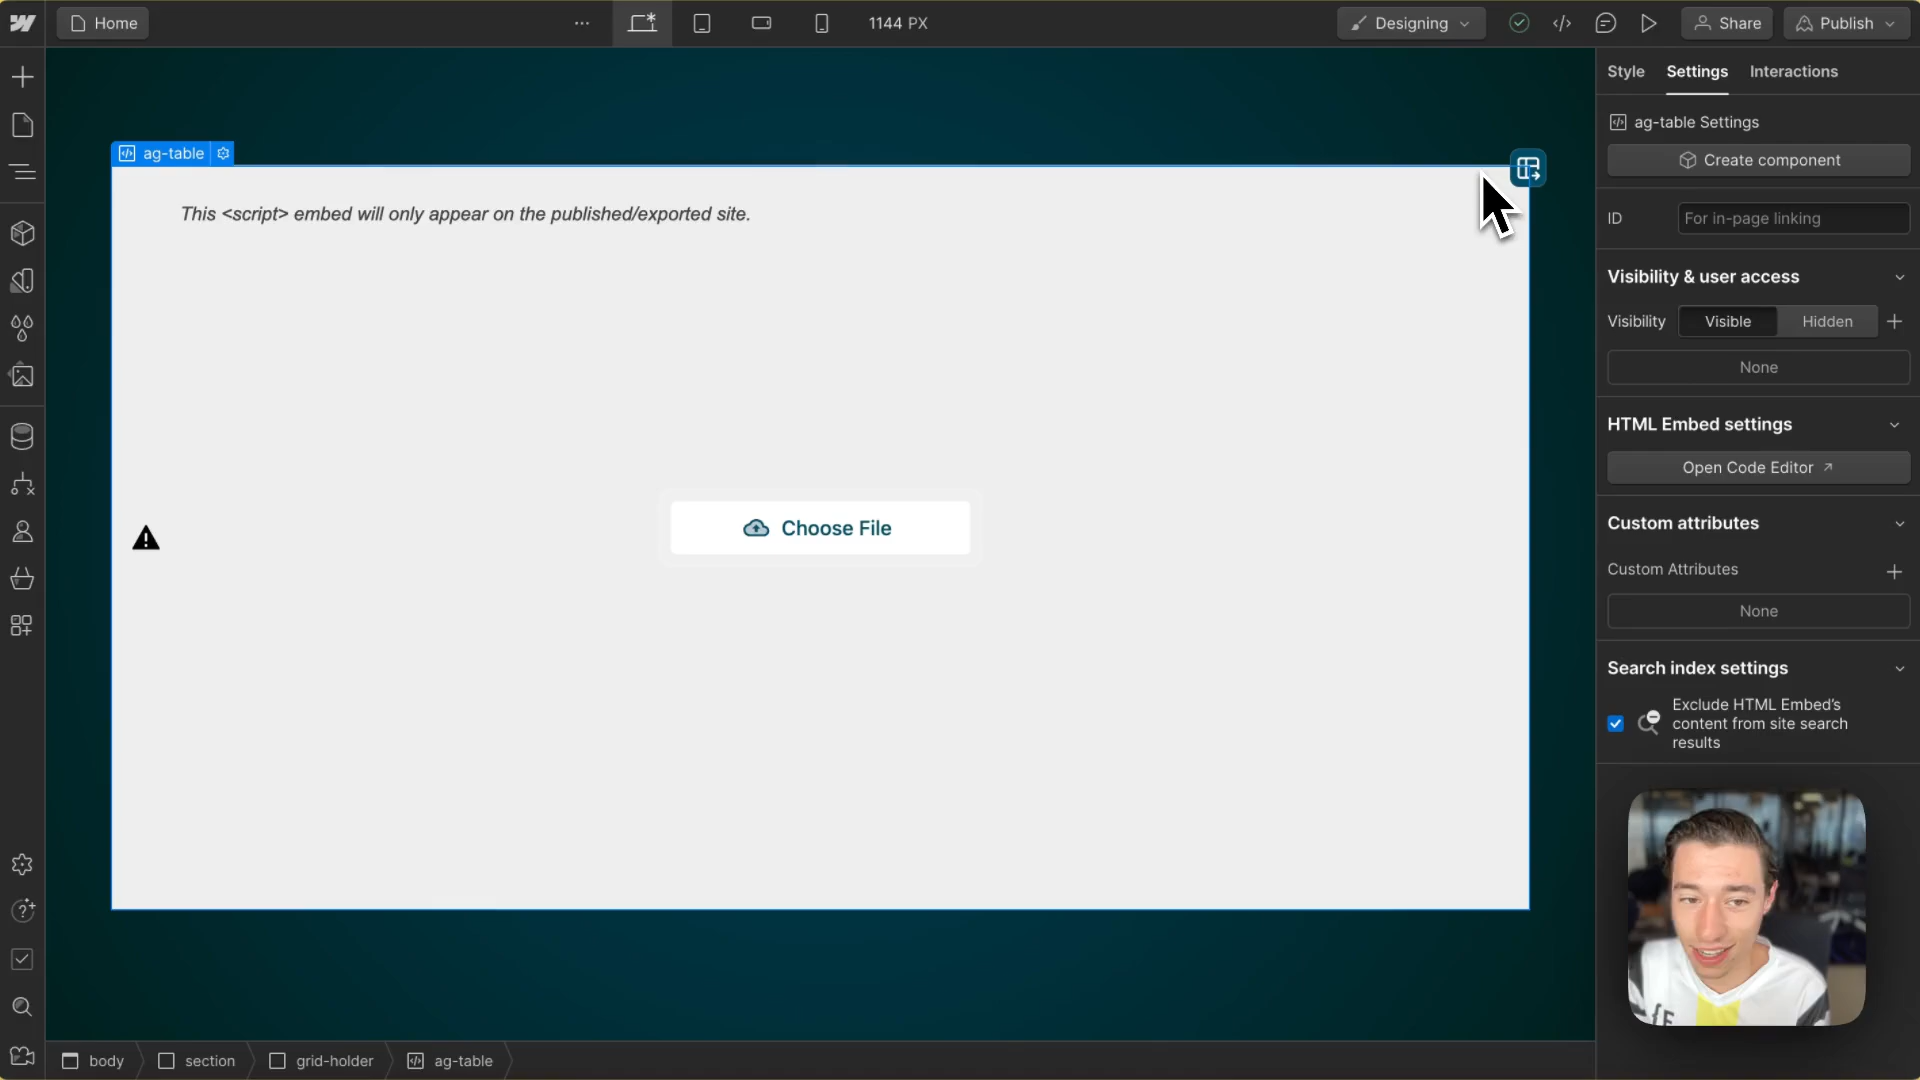 Home
1144 PX
Designing
Share
Publish
Style
Settings
Interactions
ag-table Settings
Create component
ID
For in-page linking
Visibility & user access
Visibility
Visible
Hidden
None
HTML Embed settings
Open Code Editor
Custom attributes
Custom Attributes
None
Search index settings
Exclude HTML Embed's
content from site search
results
ag-table
This <script> embed will only appear on the published/exported site.
Choose File
body
section
grid-holder
ag-table